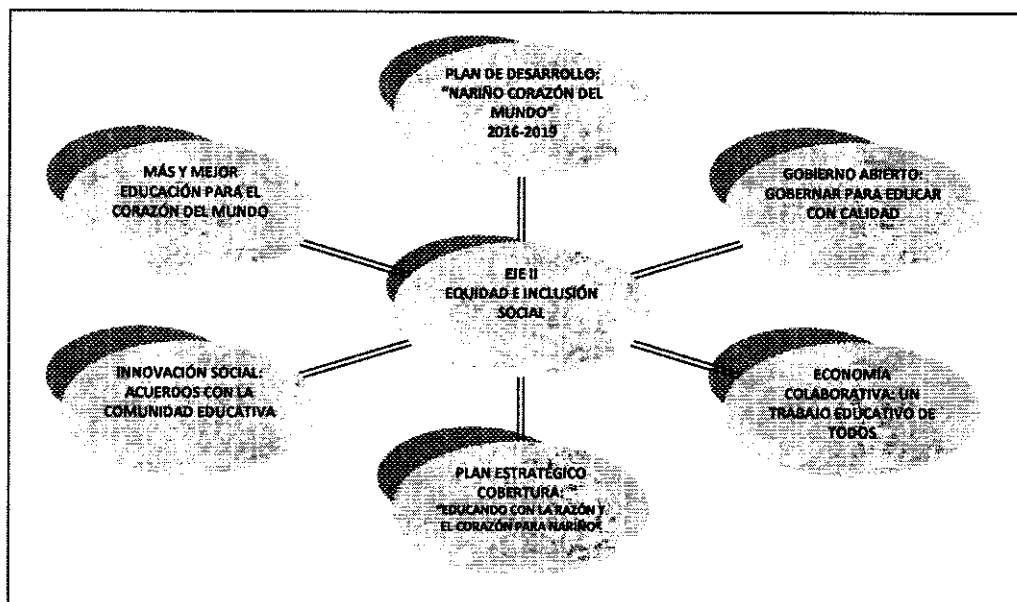 PLAN DE DESARROLLO:
"NARIÑO CORAZÓN DEL
MUNDO"
2016-2019
MÁS Y MEJOR
EDUCACIÓN PARA EL
CORAZÓN DEL MUNDO
GOBIERNO ABIERTO:
GOBERNAR PARA EDUCAR
CON CALIDAD
EJE II
EQUIDAD E INCLUSIÓN
SOCIAL
INNOVACIÓN SOCIAL:
ACUERDOS CON LA
COMUNIDAD EDUCATIVA
ECONOMÍA
COLABORATIVA: UN
TRABAJO EDUCATIVO DE
TODOS
PLAN ESTRATÉGICO
COBERTURA:
"EDUCANDO CON LA RAZÓN Y
EL CORAZÓN PARA NARIÑO"